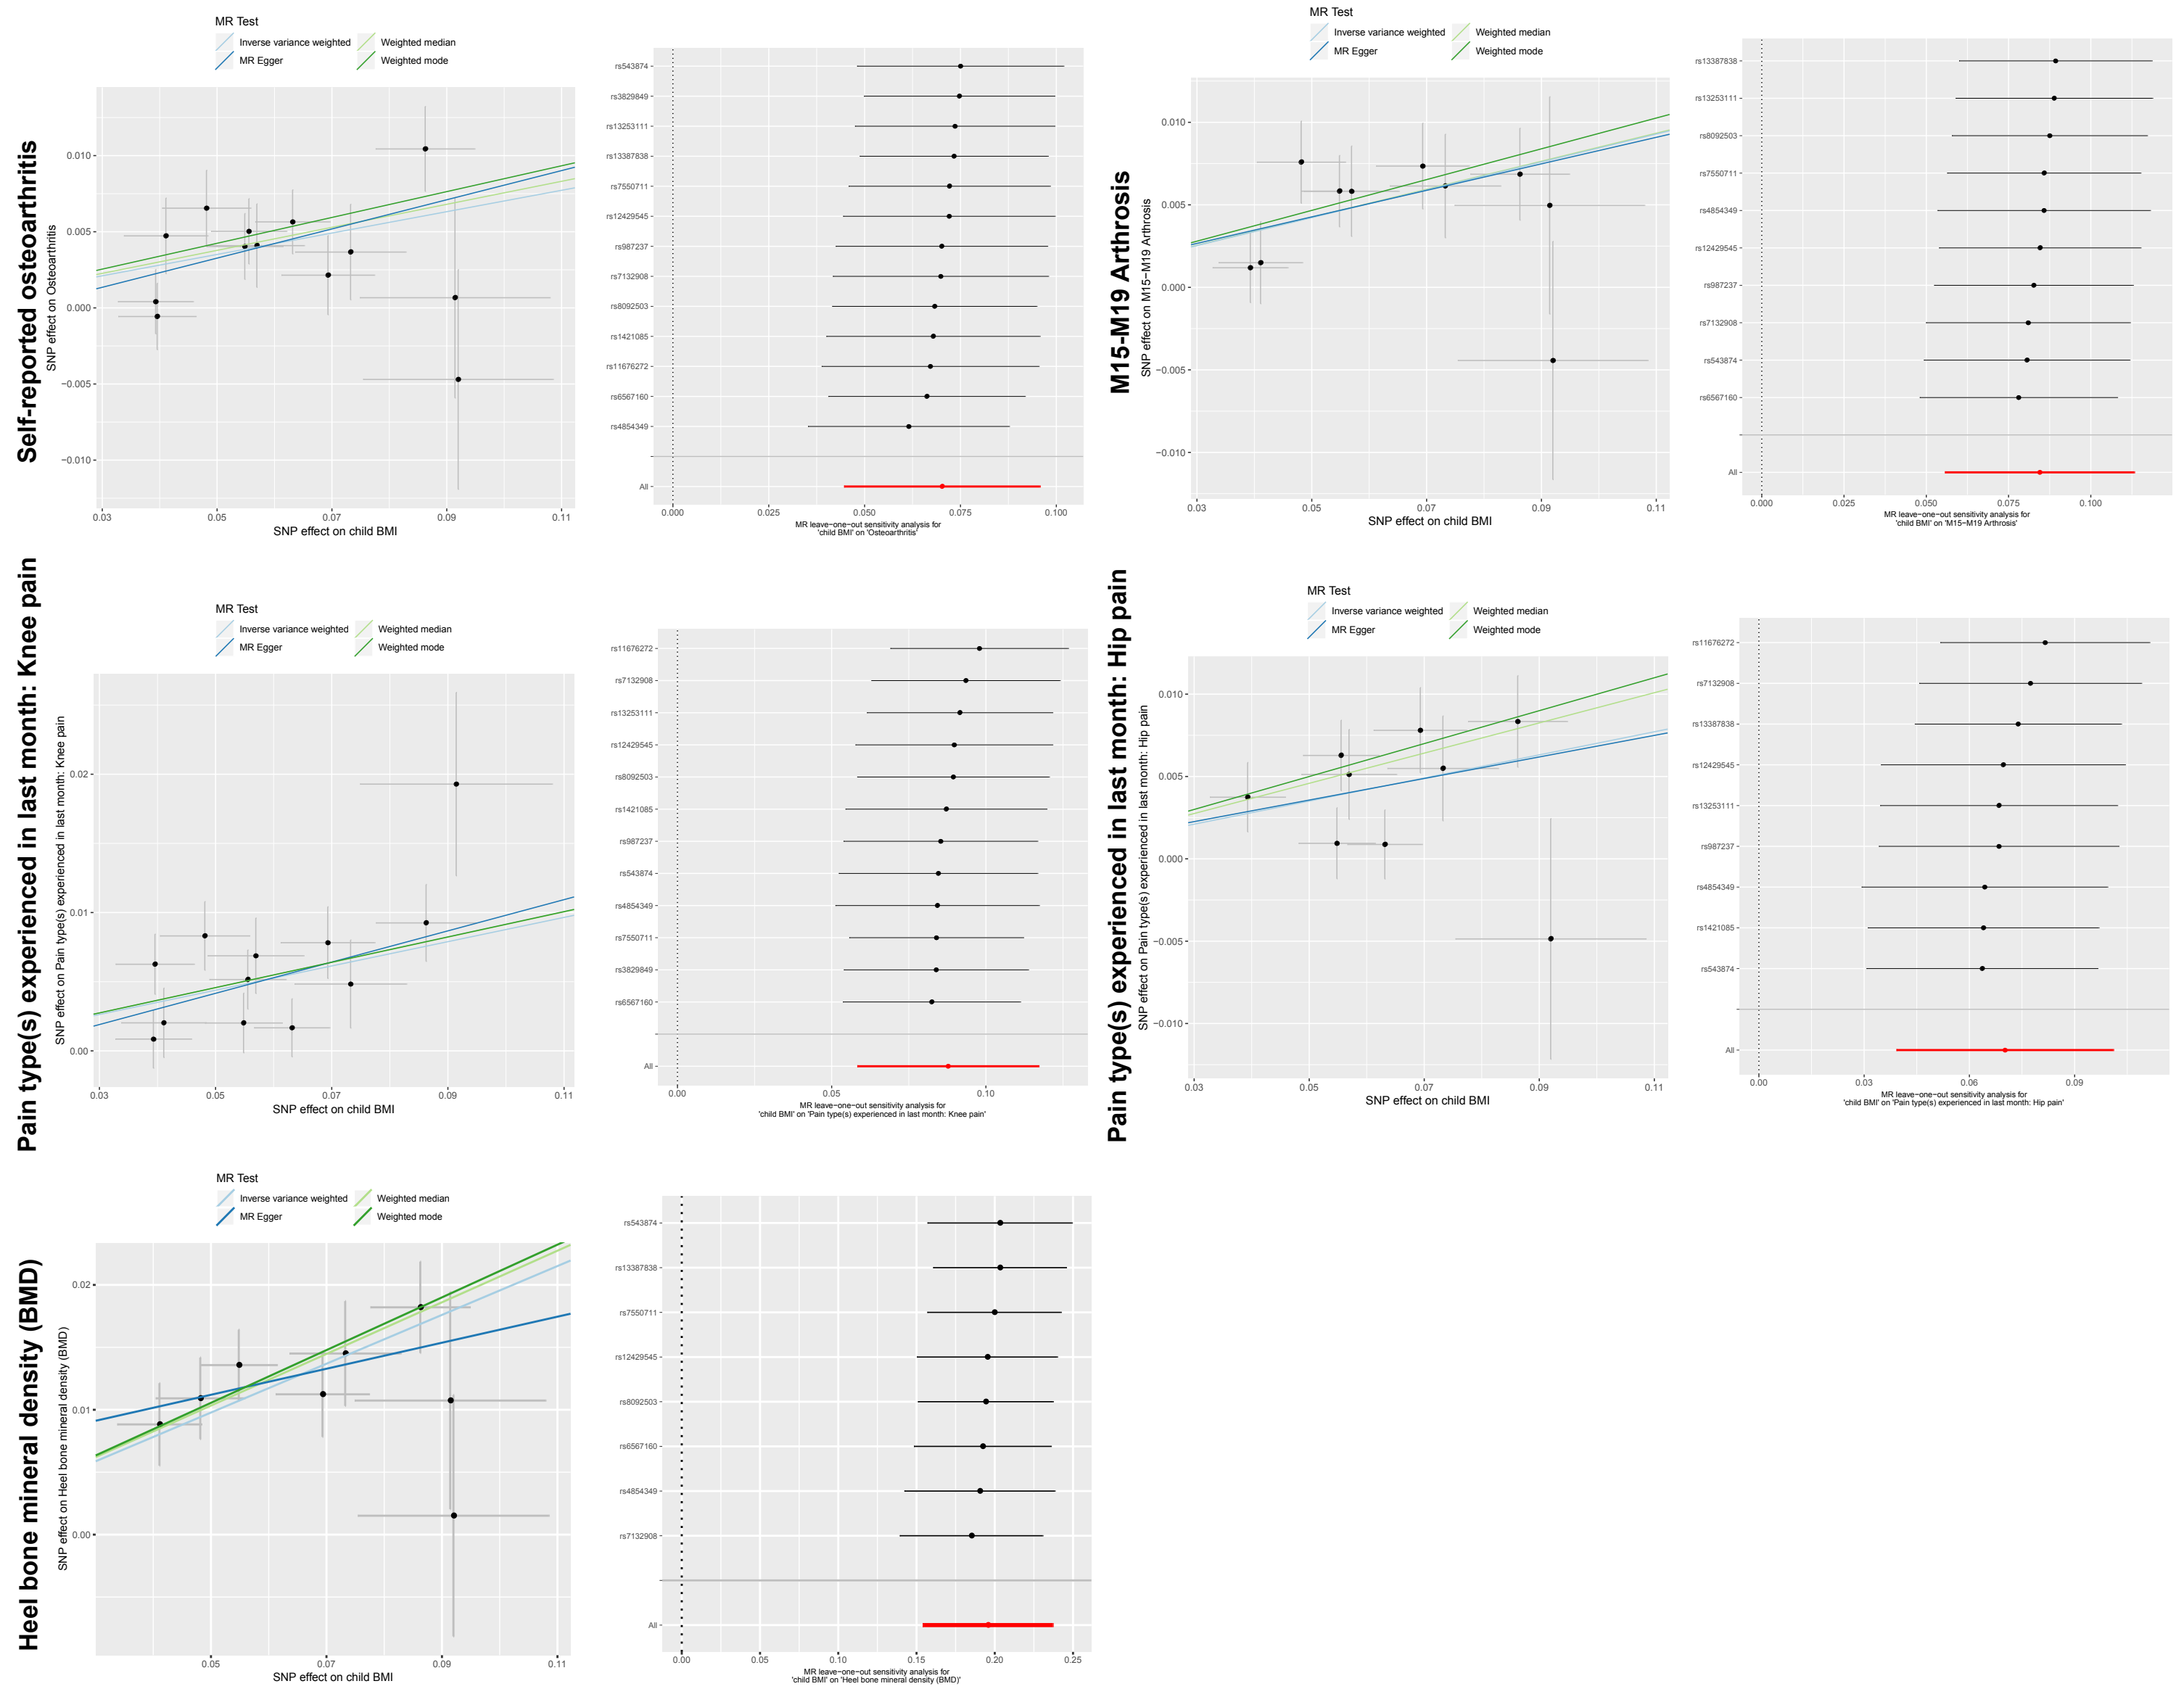 Self-reported osteoarthritis
MR Test
Inverse variance weighted
Weighted median
MR Egger
Weighted mode
SNP effect on Osteoarthritis
0.010
0.005
0.000
−0.005
−0.010
0.03
0.05
0.07
0.09
0.11
SNP effect on child BMI
rs543874
rs3829849
rs13253111
rs13387838
rs7550711
rs12429545
rs987237
rs7132908
rs8092503
rs1421085
rs11676272
rs6567160
rs4854349
All
0.000
0.025
0.050
0.075
0.100
MR leave−one−out sensitivity analysis for
'child BMI' on 'Osteoarthritis'
M15-M19 Arthrosis
MR Test
Inverse variance weighted
Weighted median
MR Egger
Weighted mode
SNP effect on M15−M19 Arthrosis
0.010
0.005
0.000
−0.005
−0.010
0.03
0.05
0.07
0.09
0.11
SNP effect on child BMI
rs13387838
rs13253111
rs8092503
rs7550711
rs4854349
rs12429545
rs987237
rs7132908
rs543874
rs6567160
All
0.000
0.025
0.050
0.075
0.100
MR leave−one−out sensitivity analysis for
'child BMI' on 'M15−M19 Arthrosis'
Pain type(s) experienced in last month: Knee pain
MR Test
Inverse variance weighted
Weighted median
MR Egger
Weighted mode
SNP effect on Pain type(s) experienced in last month: Knee pain
0.02
0.01
0.00
0.03
0.05
0.07
0.09
0.11
SNP effect on child BMI
rs11676272
rs7132908
rs13253111
rs12429545
rs8092503
rs1421085
rs987237
rs543874
rs4854349
rs7550711
rs3829849
rs6567160
All
0.00
0.05
0.10
MR leave−one−out sensitivity analysis for
'child BMI' on 'Pain type(s) experienced in last month: Knee pain'
Pain type(s) experienced in last month: Hip pain
MR Test
Inverse variance weighted
Weighted median
MR Egger
Weighted mode
SNP effect on Pain type(s) experienced in last month: Hip pain
0.010
0.005
0.000
−0.005
−0.010
0.03
0.05
0.07
0.09
0.11
SNP effect on child BMI
rs11676272
rs7132908
rs13387838
rs12429545
rs13253111
rs987237
rs4854349
rs1421085
rs543874
All
0.00
0.03
0.06
0.09
MR leave−one−out sensitivity analysis for
'child BMI' on 'Pain type(s) experienced in last month: Hip pain'
Heel bone mineral density (BMD)
MR Test
Inverse variance weighted
Weighted median
MR Egger
Weighted mode
SNP effect on Heel bone mineral density (BMD)
0.02
0.01
0.00
0.05
0.07
0.09
0.11
SNP effect on child BMI
rs543874
rs13387838
rs7550711
rs12429545
rs8092503
rs6567160
rs4854349
rs7132908
All
0.00
0.05
0.10
0.15
0.20
0.25
MR leave−one−out sensitivity analysis for
'child BMI' on 'Heel bone mineral density (BMD)'